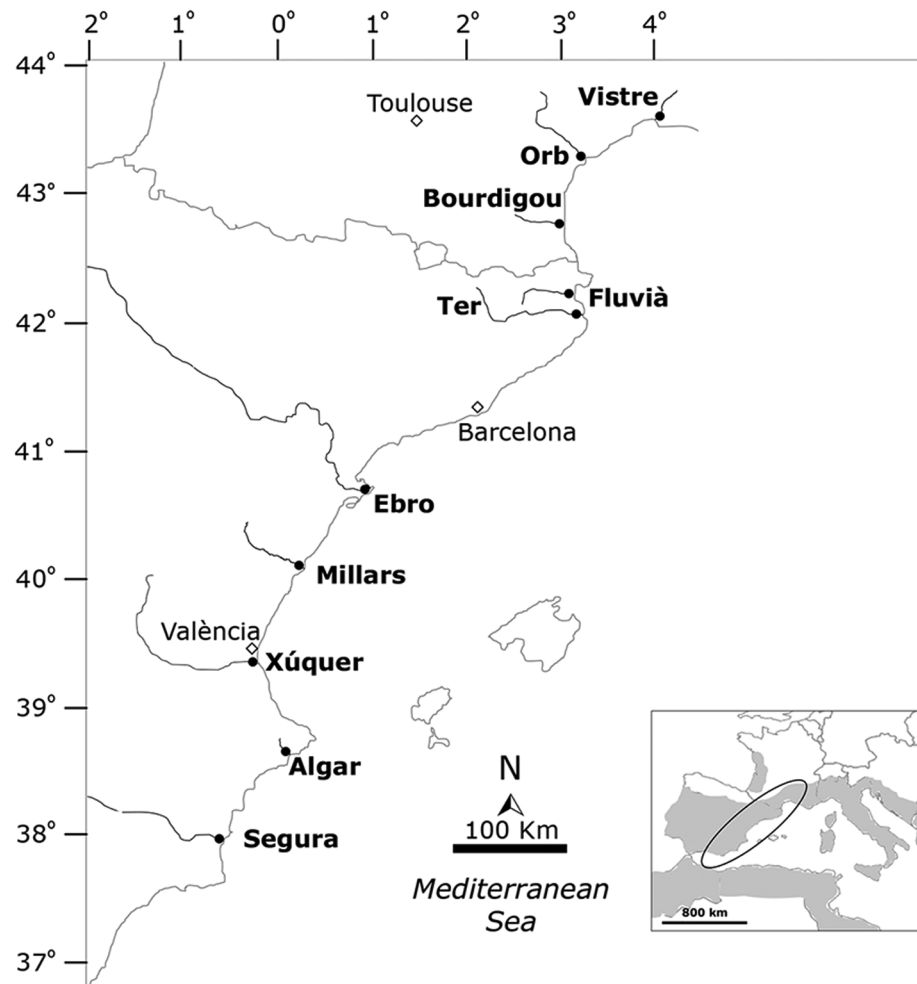 2° 1° 0° 1° 2° 3° 4°
44°
Toulouse
Vistre
Orb
43°
Bourdigou
Ter
Fluvià
42°
Barcelona
41°
Ebro
Millars
40°
València
Xúquer
39°
Algar
N
100 Km
38°
Segura
Mediterranean
Sea
800 km
37°